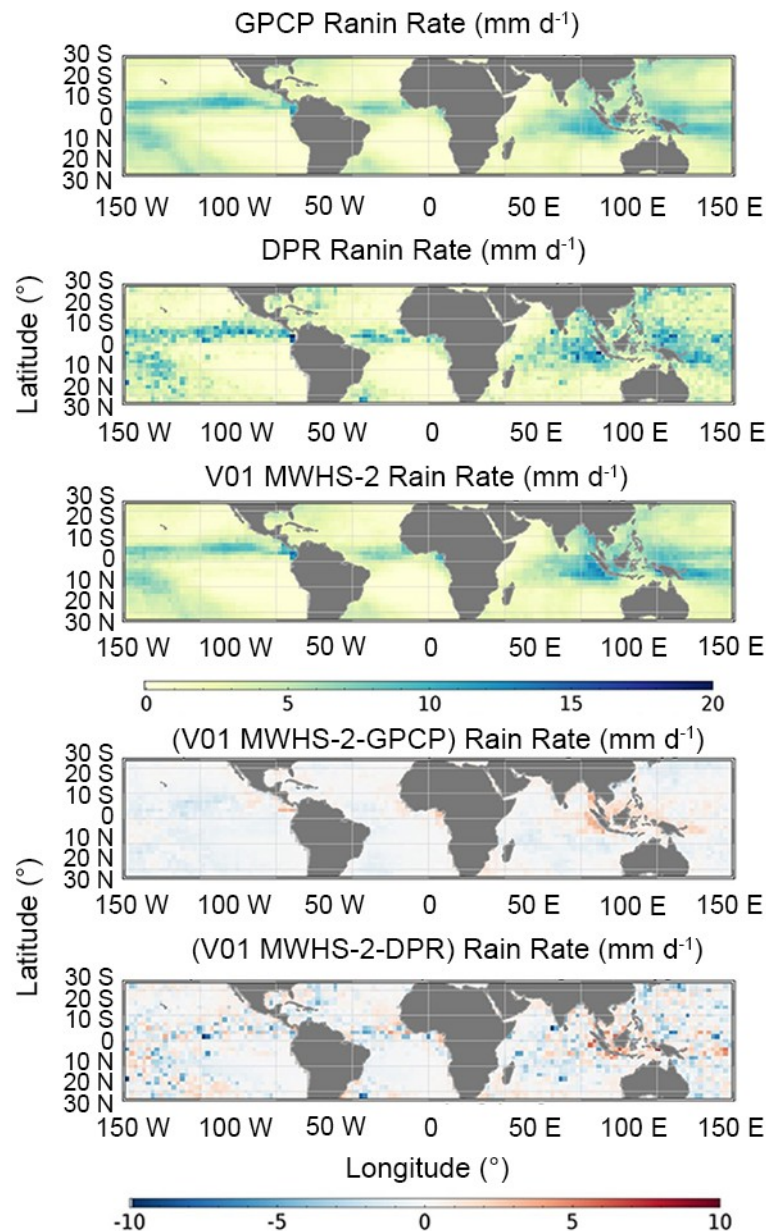 GPCP Ranin Rate (mm d-1)
30 S
20 S
10 S
0
10 N
20 N
30 N
150 W 100 W 50 W 0 50 E 100 E 150 E
DPR Ranin Rate (mm d-1)
30 S
20 S
10 S
0
10 N
20 N
30 N
Latitude (°)
150 W 100 W 50 W 0 50 E 100 E 150 E
V01 MWHS-2 Rain Rate (mm d-1)
30 S
20 S
10 S
0
10 N
20 N
30 N
150 W 100 W 50 W 0 50 E 100 E 150 E
0 5 10 15 20
(V01 MWHS-2-GPCP) Rain Rate (mm d-1)
30 S
20 S
10 S
0
10 N
20 N
30 N
150 W 100 W 50 W 0 50 E 100 E 150 E
Latitude (°)
(V01 MWHS-2-DPR) Rain Rate (mm d-1)
30 S
20 S
10 S
0
10 N
20 N
30 N
150 W 100 W 50 W 0 50 E 100 E 150 E
Longitude (°)
-10 -5 0 5 10